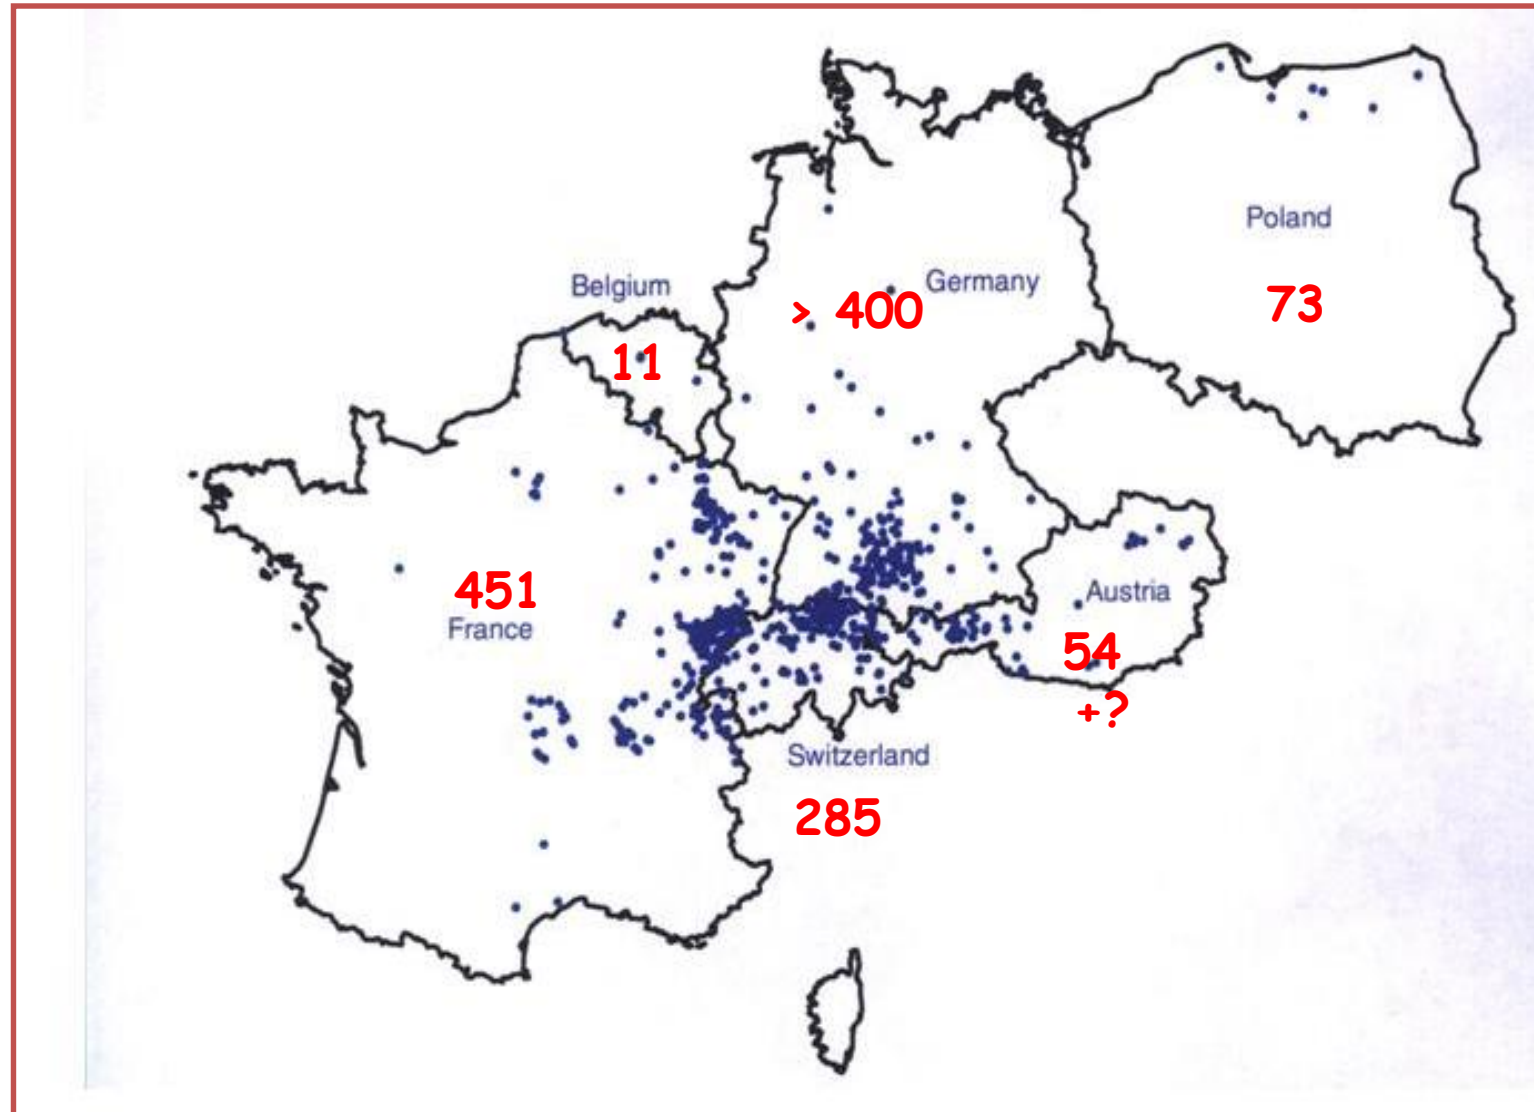 Poland
73
Belgium
Germany
> 400
11
451
France
Austria
54
+?
Switzerland
285